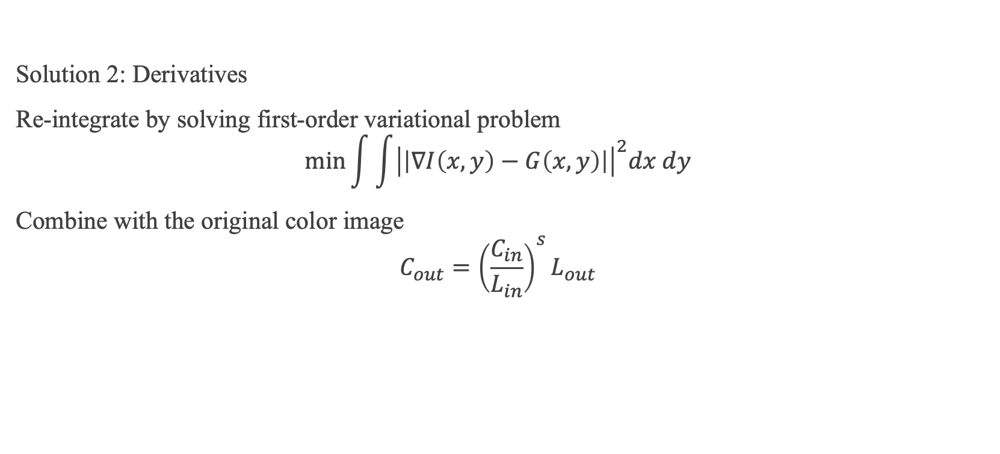 Solution 2: Derivatives
Re-integrate by solving first-order variational problem
min ∫ ∫ ||∇I(x, y) − G(x, y)||² dx dy
Combine with the original color image
C_out = (C_in / L_in)^s L_out